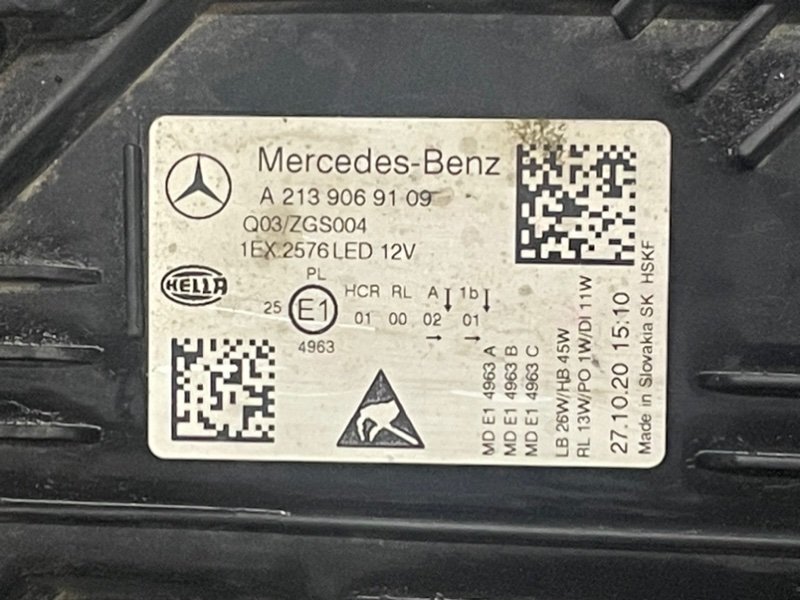 Mercedes-Benz
A 213 906 91 09
Q03/ZGS004
1EX.2576 LED 12V
HELLA
PL
25 E1
4963
HCR RL A 1b
01 00 02 01
MD E1 4963 A
MD E1 4963 B
MD E1 4963 C
LB 26W/HB 45W
RL 13W/PO 1W/DI 11W
27.10.20 15:10
Made in Slovakia SK HSKF